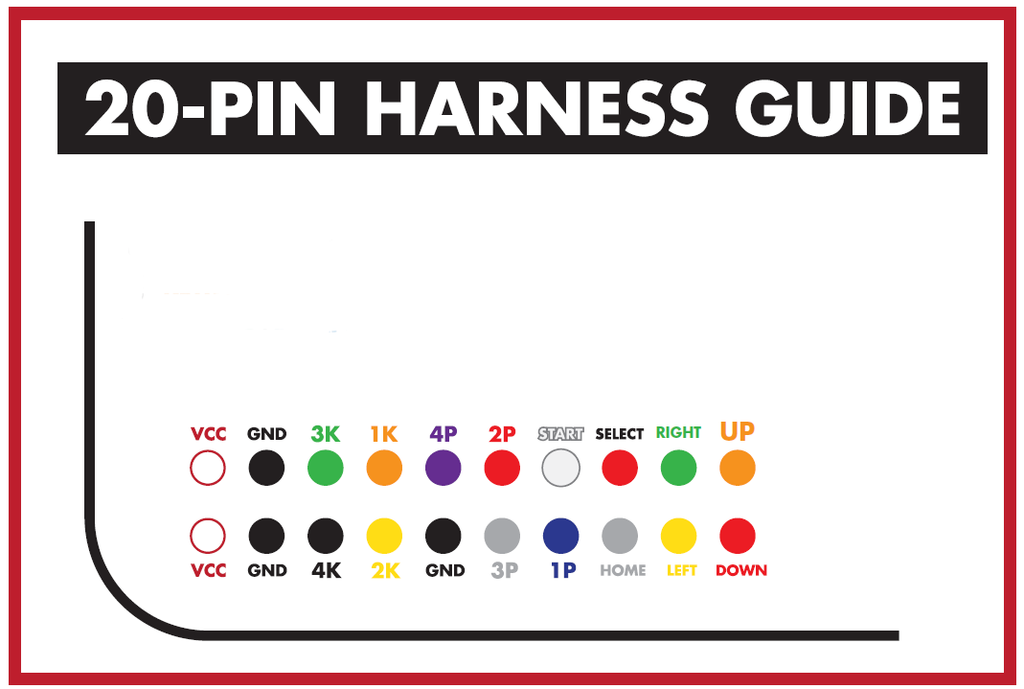 20-PIN HARNESS GUIDE
VCC GND 3K 1K 4P 2P START SELECT RIGHT UP
VCC GND 4K 2K GND 3P 1P HOME LEFT DOWN